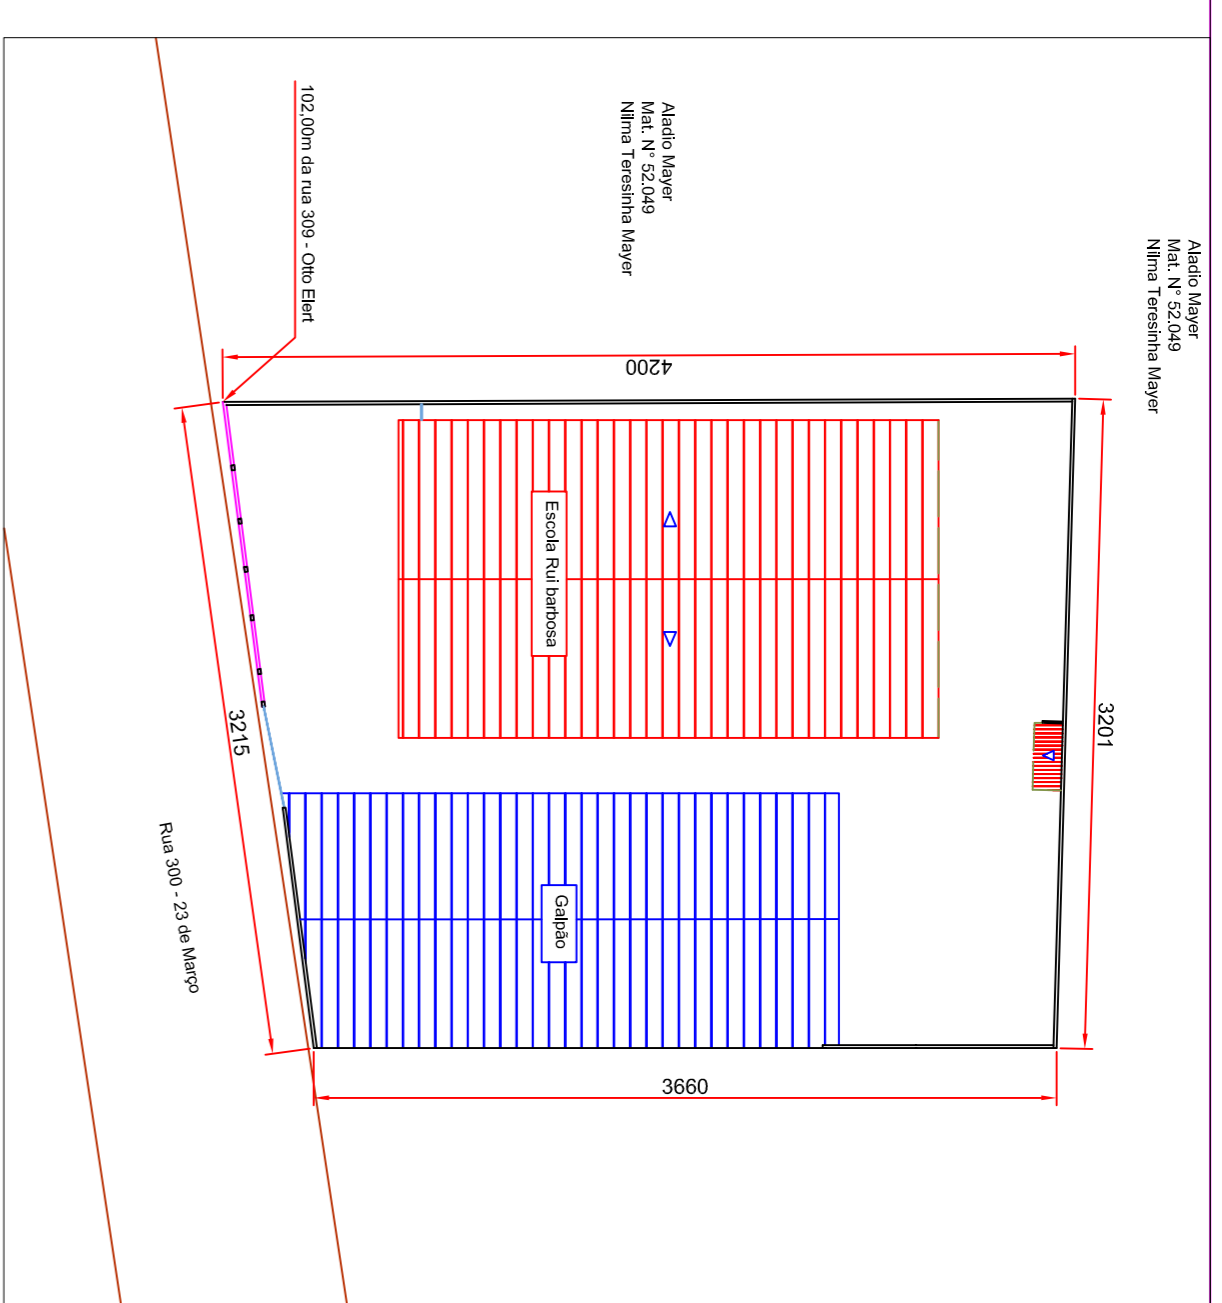 Aladio Mayer
Mat. N° 52.049
Nilma Teresinha Mayer
Aladio Mayer
Mat. N° 52.049
Nilma Teresinha Mayer
102,00m da rua 309 - Otto Elert
4200
3201
Escola Rui barbosa
Galpão
3215
3660
Rua 300 - 23 de Março